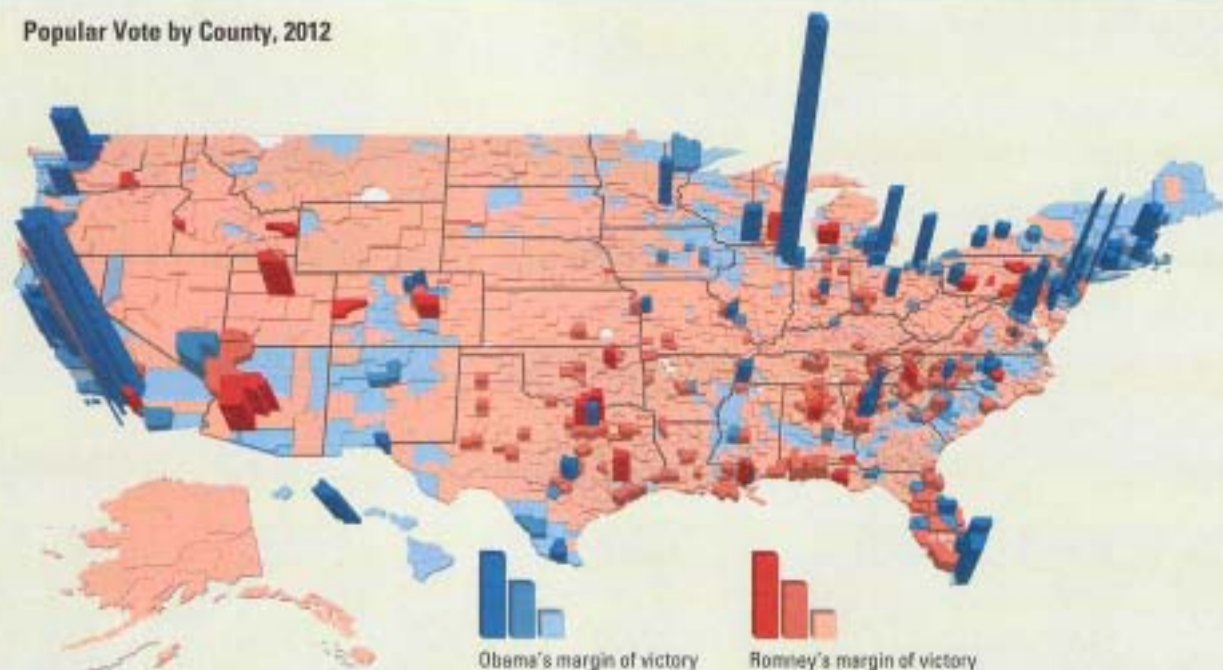 Popular Vote by County, 2012
Obama's margin of victory
Romney's margin of victory